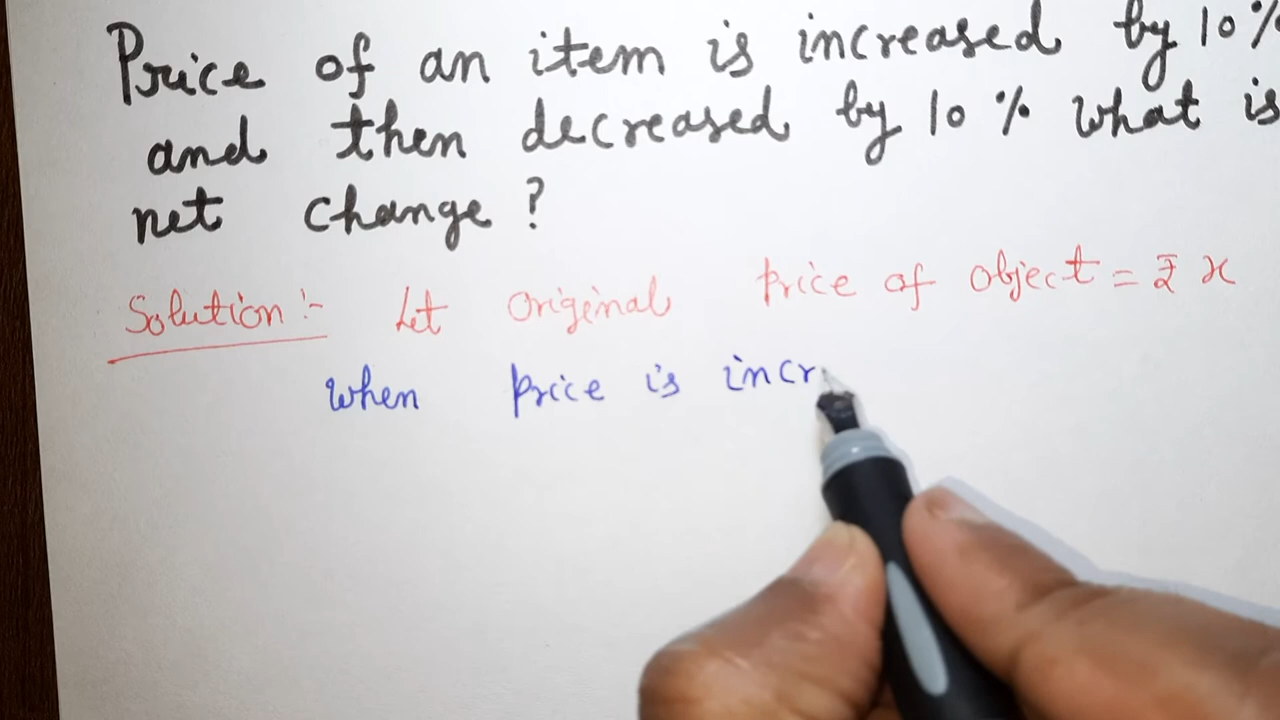 Price of an item is increased by 10%
and then decreased by 10% what is
net change?
Solution:- Let Original Price of object = ₹ x
When Price is incr